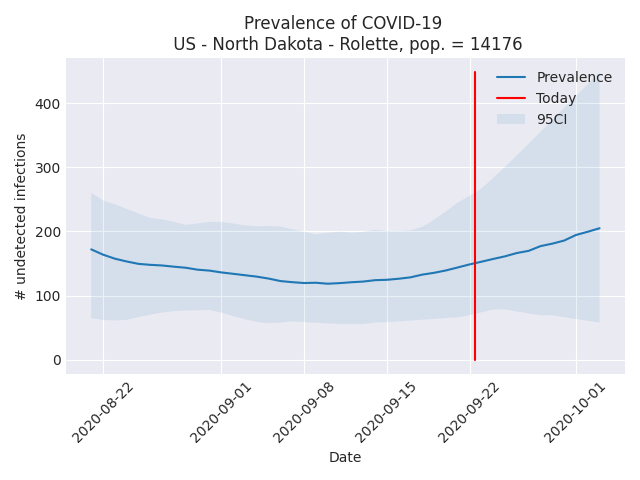 Prevalence of COVID-19
US - North Dakota - Rolette, pop. = 14176
Prevalence
Today
95CI
# undetected infections
400
300
200
100
0
2020-08-22
2020-09-01
2020-09-08
2020-09-15
2020-09-22
2020-10-01
Date